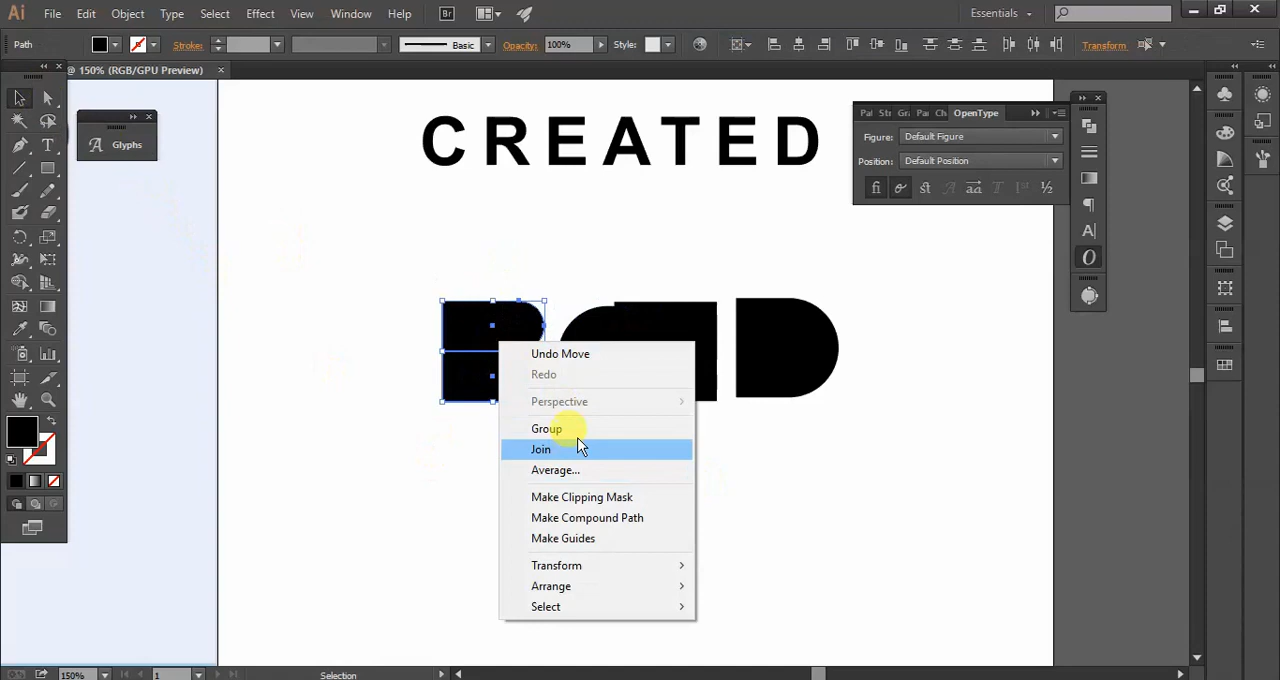 Ai File Edit Object Type Select Effect View Window Help Br Essentials
Path Stroke: Basic Opacity: 100% Style: Transform
@ 150% (RGB/GPU Preview)
Glyphs
CREATED
OpenType
Figure: Default Figure
Position: Default Position
Undo Move
Redo
Perspective
Group
Join
Average...
Make Clipping Mask
Make Compound Path
Make Guides
Transform
Arrange
Select
150% 1 Selection